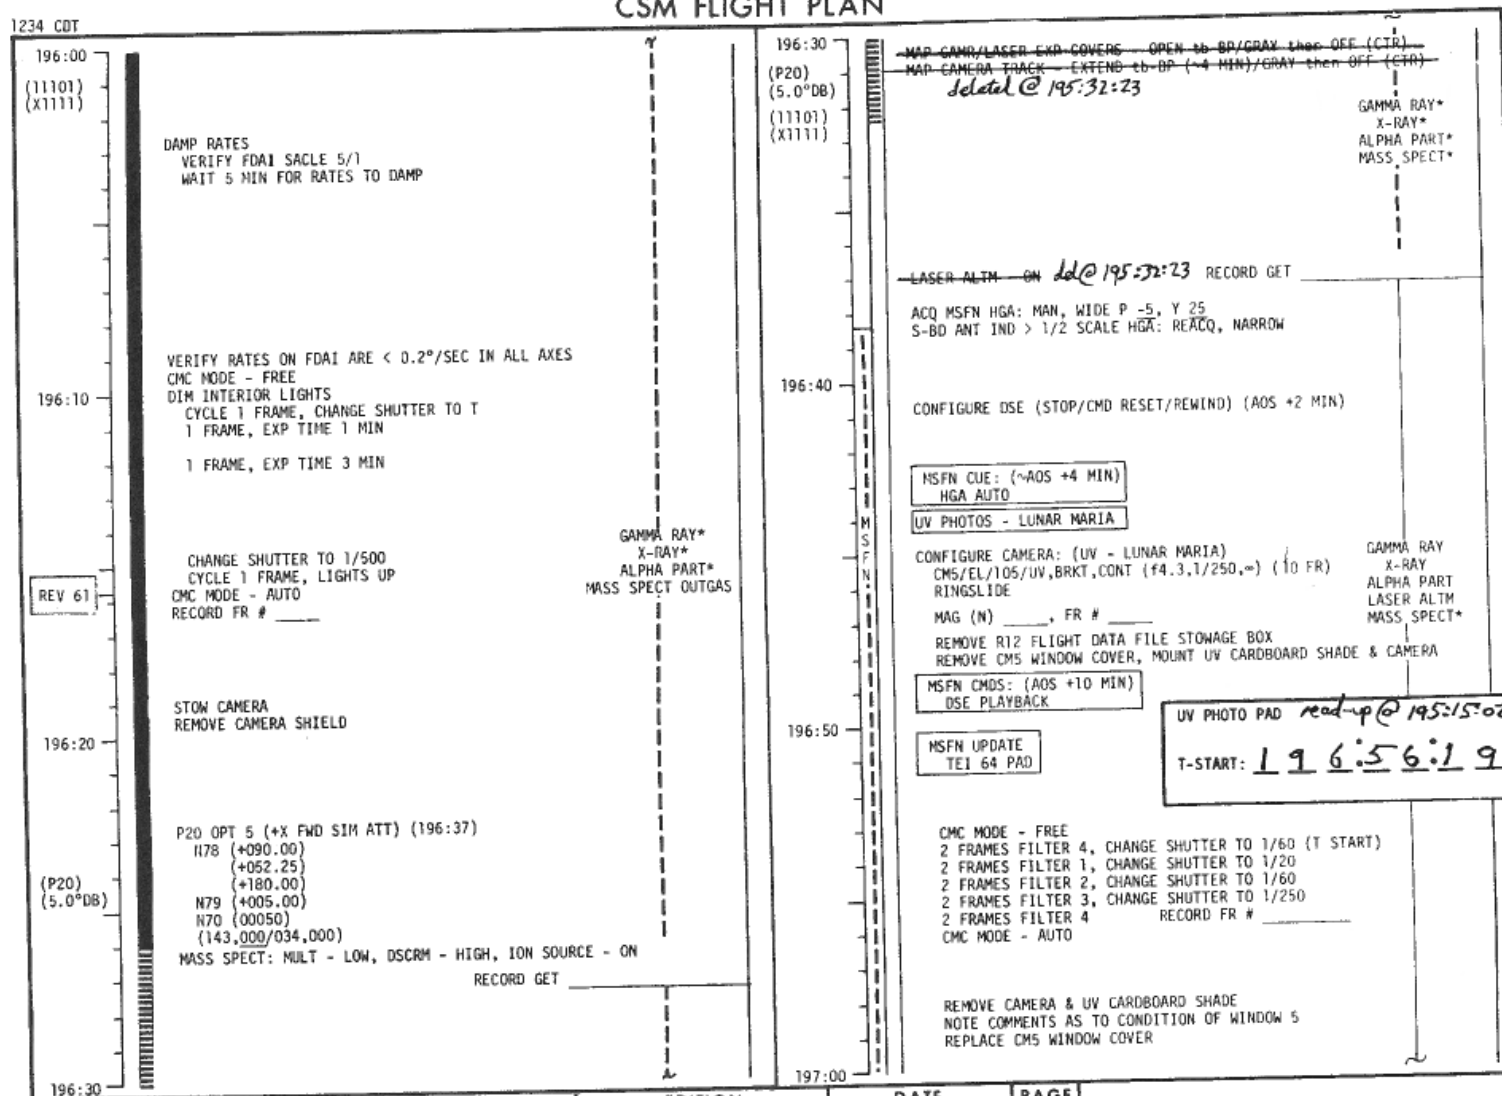 CSM FLIGHT PLAN
1234 CDT
196:00
(11101)
(X1111)
DAMP RATES
VERIFY FDAI SACLE 5/1
WAIT 5 MIN FOR RATES TO DAMP
VERIFY RATES ON FDAI ARE < 0.2°/SEC IN ALL AXES
CMC MODE - FREE
196:10
DIM INTERIOR LIGHTS
CYCLE 1 FRAME, CHANGE SHUTTER TO T
1 FRAME, EXP TIME 1 MIN
1 FRAME, EXP TIME 3 MIN
GAMMA RAY*
X-RAY*
ALPHA PART*
MASS SPECT OUTGAS
CHANGE SHUTTER TO 1/500
CYCLE 1 FRAME, LIGHTS UP
REV 61
CMC MODE - AUTO
RECORD FR # ____
STOW CAMERA
REMOVE CAMERA SHIELD
196:20
P20 OPT 5 (+X FWD SIM ATT) (196:37)
N78 (+090.00)
(+052.25)
(+180.00)
(P20)
(5.0°DB)
N79 (+005.00)
N70 (00050)
(143,000/034,000)
MASS SPECT: MULT - LOW, DSCRM - HIGH, ION SOURCE - ON
RECORD GET ____
196:30
196:30
MAP GAMR/LASER EXP COVERS - OPEN tb BP/GRAY then OFF (CTR)
MAP CAMERA TRACK - EXTEND tb-BP (~4 MIN)/GRAY then OFF (CTR)
deleted @ 195:32:23
(P20)
(5.0°DB)
(11101)
(X1111)
GAMMA RAY*
X-RAY*
ALPHA PART*
MASS SPECT*
LASER ALTM - ON dd@ 195:32:23 RECORD GET ____
ACQ MSFN HGA: MAN, WIDE P -5, Y 25
S-BD ANT IND > 1/2 SCALE HGA: REACQ, NARROW
196:40
CONFIGURE DSE (STOP/CMD RESET/REWIND) (AOS +2 MIN)
MSFN CUE: (~AOS +4 MIN)
HGA AUTO
UV PHOTOS - LUNAR MARIA
MSFN
CONFIGURE CAMERA: (UV - LUNAR MARIA)
CM5/EL/105/UV,BRKT,CONT (f4.3,1/250,∞) (10 FR)
RINGSLIDE
MAG (N) ____, FR # ____
GAMMA RAY
X-RAY
ALPHA PART
LASER ALTM
MASS SPECT*
REMOVE R12 FLIGHT DATA FILE STOWAGE BOX
REMOVE CM5 WINDOW COVER, MOUNT UV CARDBOARD SHADE & CAMERA
MSFN CMDS: (AOS +10 MIN)
DSE PLAYBACK
196:50
MSFN UPDATE
TEI 64 PAD
UV PHOTO PAD read-up @ 195:15:02
T-START: 196:56:19
CMC MODE - FREE
2 FRAMES FILTER 4, CHANGE SHUTTER TO 1/60 (T START)
2 FRAMES FILTER 1, CHANGE SHUTTER TO 1/20
2 FRAMES FILTER 2, CHANGE SHUTTER TO 1/60
2 FRAMES FILTER 3, CHANGE SHUTTER TO 1/250
2 FRAMES FILTER 4 RECORD FR # ____
CMC MODE - AUTO
REMOVE CAMERA & UV CARDBOARD SHADE
NOTE COMMENTS AS TO CONDITION OF WINDOW 5
REPLACE CM5 WINDOW COVER
197:00
EDITION
DATE
PAGE